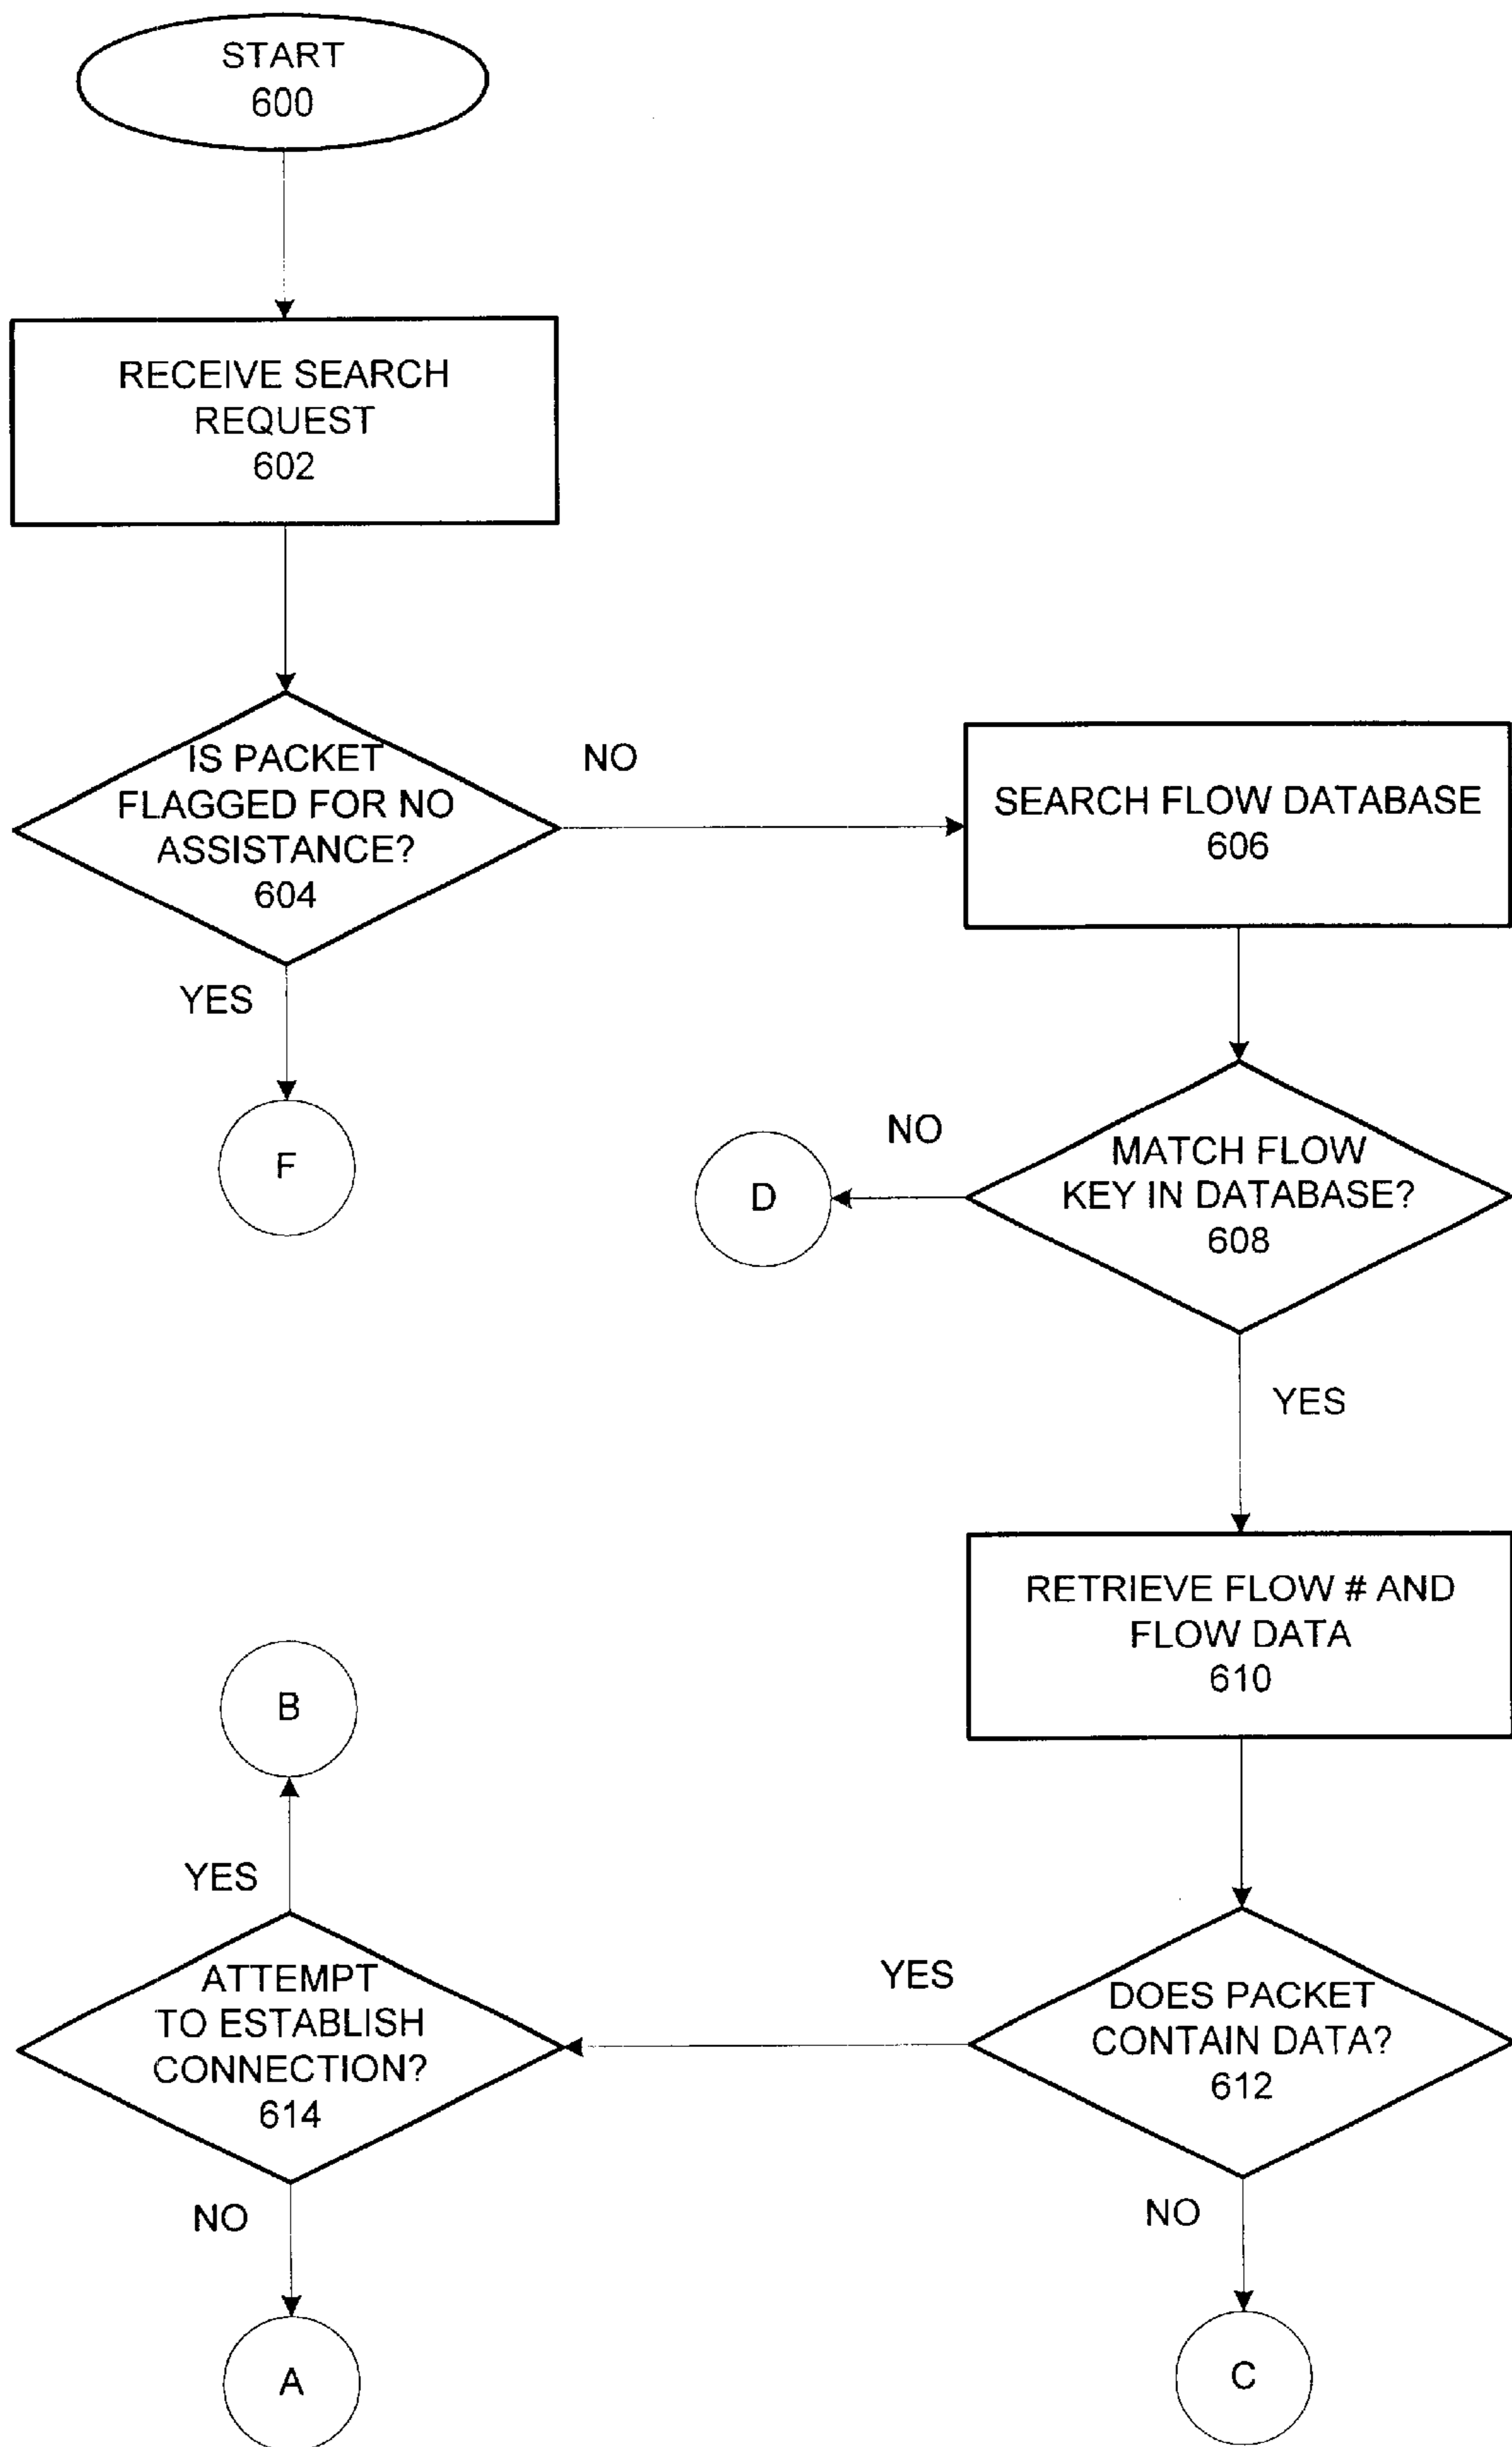 START
600
RECEIVE SEARCH
REQUEST
602
IS PACKET
FLAGGED FOR NO
ASSISTANCE?
604
NO
SEARCH FLOW DATABASE
606
YES
F
NO
D
MATCH FLOW
KEY IN DATABASE?
608
YES
RETRIEVE FLOW # AND
FLOW DATA
610
B
YES
ATTEMPT
TO ESTABLISH
CONNECTION?
614
YES
DOES PACKET
CONTAIN DATA?
612
NO
NO
A
C